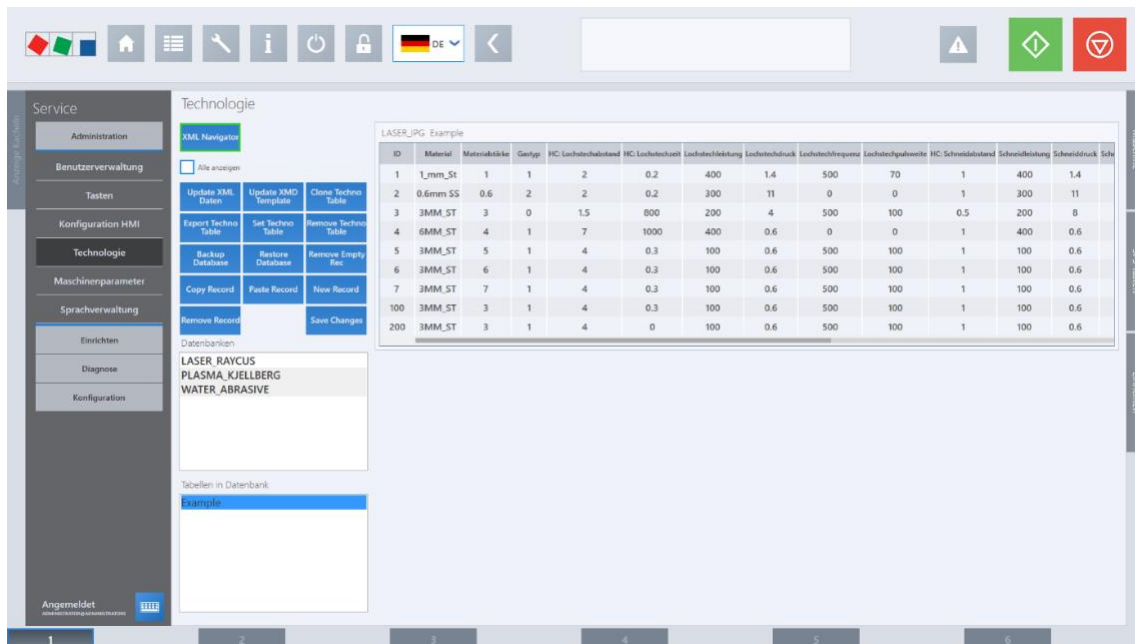 DE
Service
Administration
Benutzerverwaltung
Tasten
Konfiguration HMI
Technologie
Maschinenparameter
Sprachverwaltung
Einrichten
Diagnose
Konfiguration
Angemeldet
Technologie
XML Navigator
Alle anzeigen
Update XML Daten
Update XMD Template
Clone Techno Table
Export Techno Table
Set Techno Table
Remove Techno Table
Backup Database
Restore Database
Remove Empty Rec
Copy Record
Paste Record
New Record
Remove Record
Save Changes
Datenbanken
LASER_RAYCUS
PLASMA_KJELLBERG
WATER_ABRASIVE
Tabellen in Datenbank
Example
LASER_IPG Example
ID Material Materialstärke Gastyp HC: Lochstechabstand HC: Lochstechzeit Lochstechleistung Lochstechdruck Lochstechfrequenz Lochstechpulsweite HC: Schneidabstand Schneidleistung Schneiddruck Schn
1 1_mm_St 1 1 2 0.2 400 1.4 500 70 1 400 1.4
2 0.6mm SS 0.6 2 2 0.2 300 11 0 0 1 300 11
3 3MM_ST 3 0 1.5 800 200 4 500 100 0.5 200 8
4 6MM_ST 4 1 7 1000 400 0.6 0 0 1 400 0.6
5 3MM_ST 5 1 4 0.3 100 0.6 500 100 1 100 0.6
6 3MM_ST 6 1 4 0.3 100 0.6 500 100 1 100 0.6
7 3MM_ST 7 1 4 0.3 100 0.6 500 100 1 100 0.6
100 3MM_ST 3 1 4 0.3 100 0.6 500 100 1 100 0.6
200 3MM_ST 3 1 4 0 100 0.6 500 100 1 100 0.6
1 2 3 4 5 6